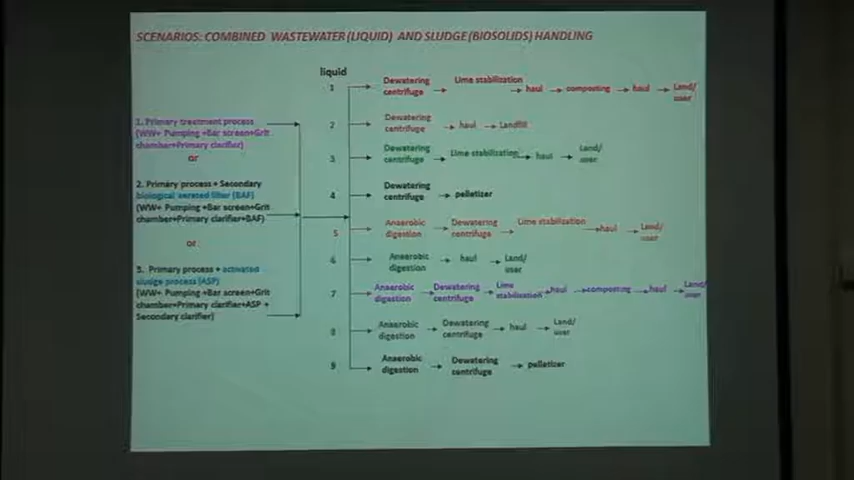 SCENARIOS: COMBINED WASTEWATER (LIQUID) AND SLUDGE (BIOSOLIDS) HANDLING
liquid
1. Primary treatment process
(WW+ Pumping +Bar screen+Grit
chamber+Primary clarifier)
or
2. Primary process + Secondary
biological aerated filter (BAF)
(WW+ Pumping +Bar screen+Grit
chamber+Primary clarifier+BAF)
or
3. Primary process + activated
sludge process (ASP)
(WW+ Pumping +Bar screen+Grit
chamber+Primary clarifier+ASP +
Secondary clarifier)
1 Dewatering centrifuge → Lime stabilization → haul → composting → haul → Land/ user
2 Dewatering centrifuge → haul → Landfill
3 Dewatering centrifuge → Lime stabilization → haul → Land/ user
4 Dewatering centrifuge → pelletizer
5 Anaerobic digestion → Dewatering centrifuge → Lime stabilization → haul → Land/ user
6 Anaerobic digestion → haul → Land/ user
7 Anaerobic digestion → Dewatering centrifuge → Lime stabilization → haul → composting → haul → Land/ user
8 Anaerobic digestion → Dewatering centrifuge → haul → Land/ user
9 Anaerobic digestion → Dewatering centrifuge → pelletizer